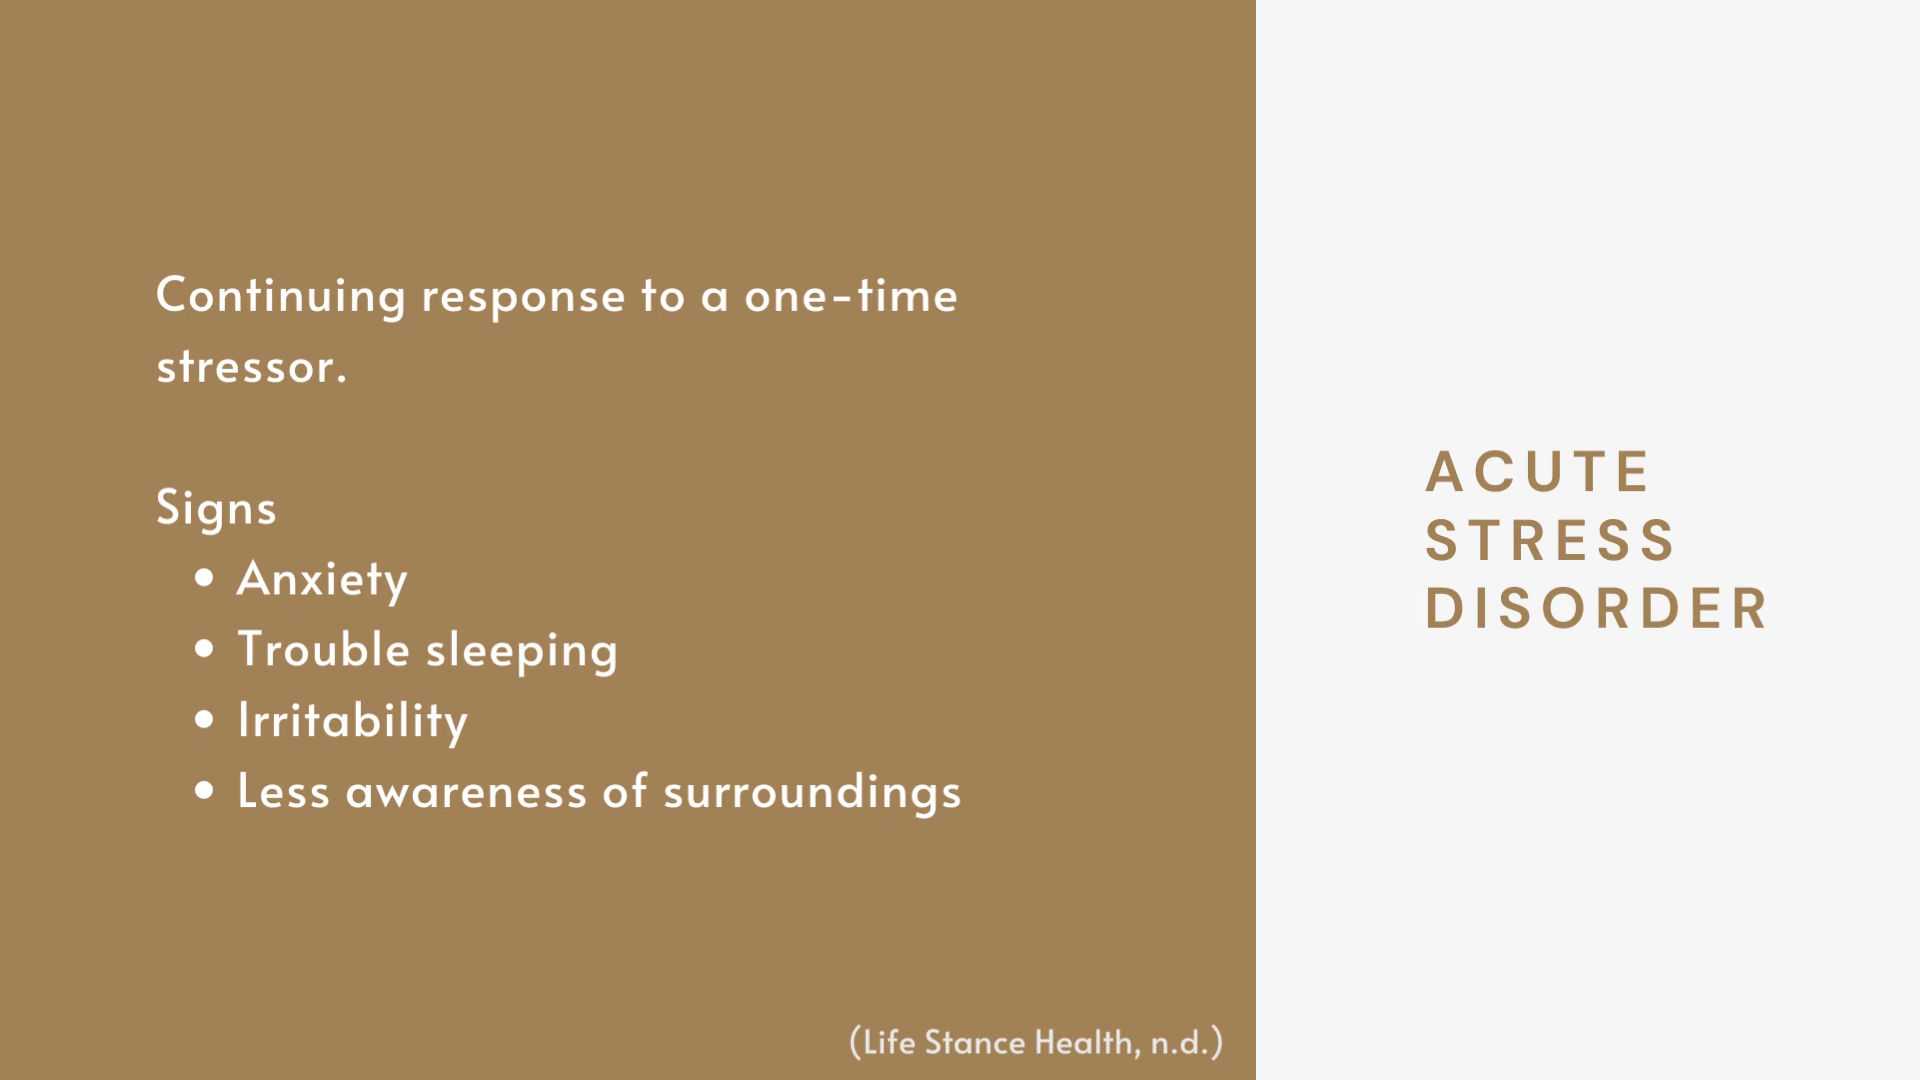 Continuing response to a one-time
stressor.
Signs
• Anxiety
• Trouble sleeping
• Irritability
• Less awareness of surroundings
(Life Stance Health, n.d.)
ACUTE
STRESS
DISORDER